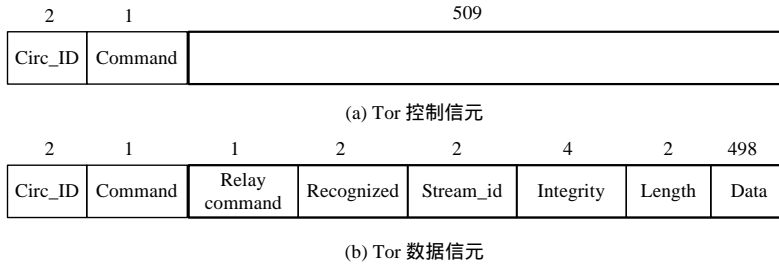 2 1 509
Circ_ID Command
(a) Tor 控制信元
2 1 1 2 2 4 2 498
Circ_ID Command Relay command Recognized Stream_id Integrity Length Data
(b) Tor 数据信元